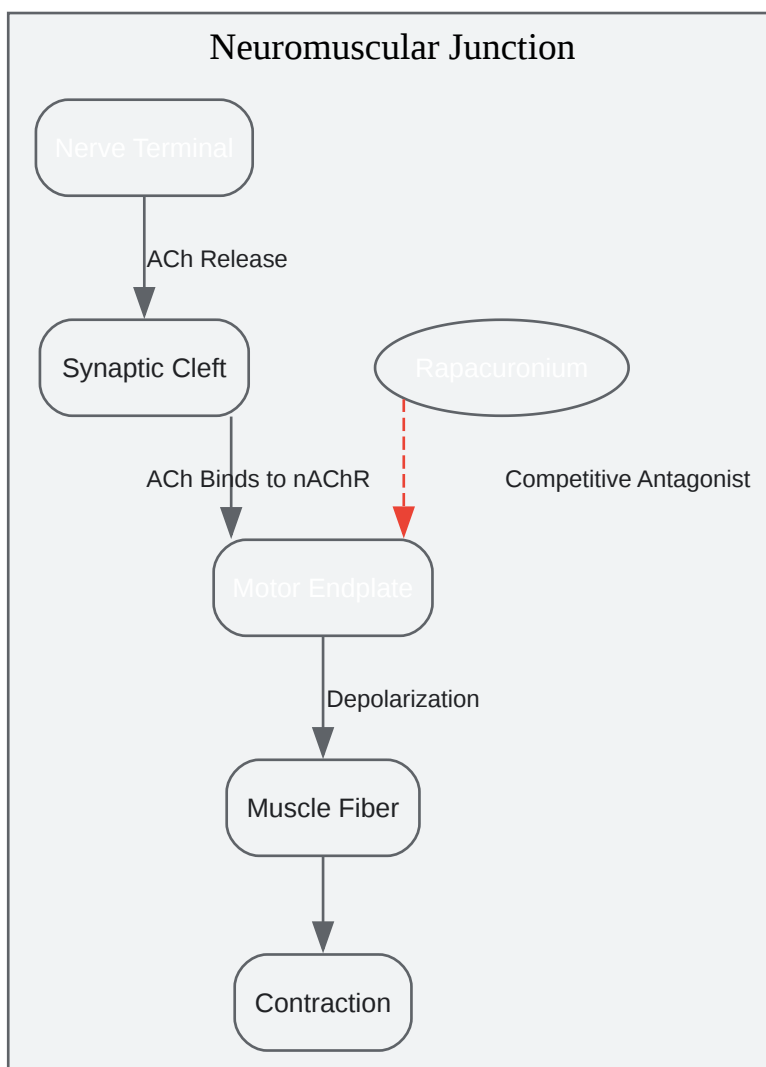 Neuromuscular Junction
Nerve Terminal
ACh Release
Synaptic Cleft
Rapacuronium
ACh Binds to nAChR
Competitive Antagonist
Motor Endplate
Depolarization
Muscle Fiber
Contraction